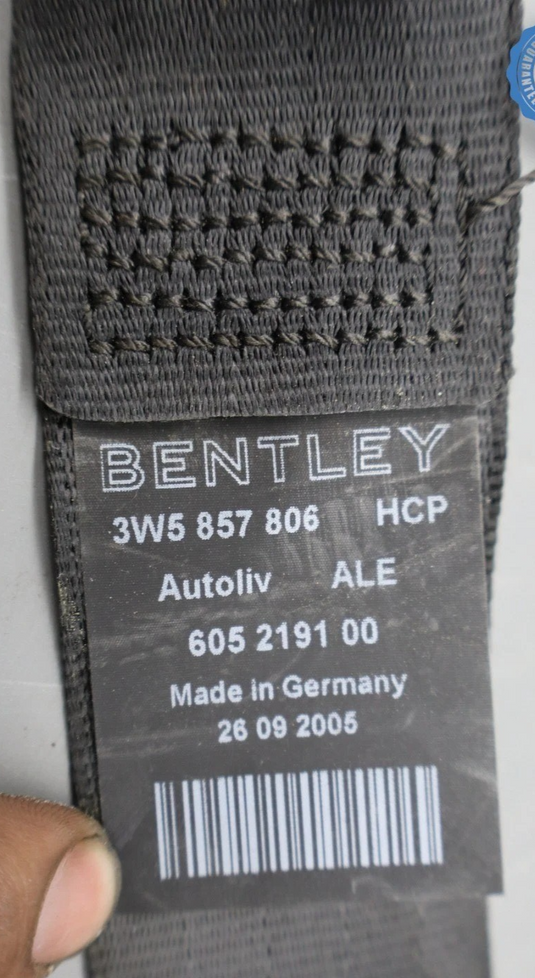 BENTLEY
3W5 857 806 HCP
Autoliv ALE
605 2191 00
Made in Germany
26 09 2005